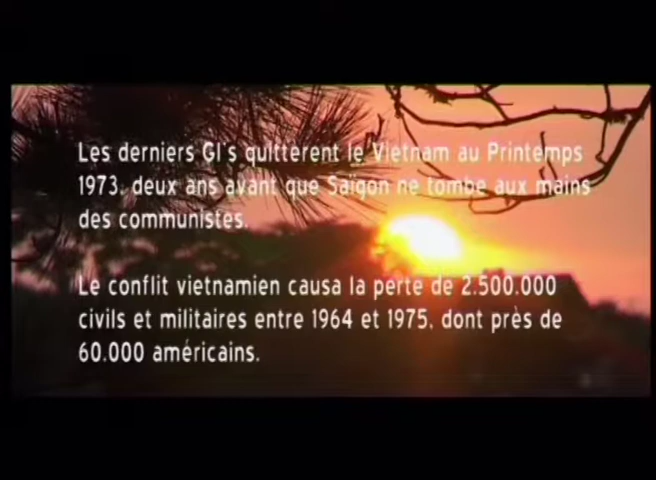 Les derniers GI's quittèrent le Vietnam au Printemps
1973, deux ans avant que Saïgon ne tombe aux mains
des communistes.
Le conflit vietnamien causa la perte de 2.500.000
civils et militaires entre 1964 et 1975, dont près de
60.000 américains.